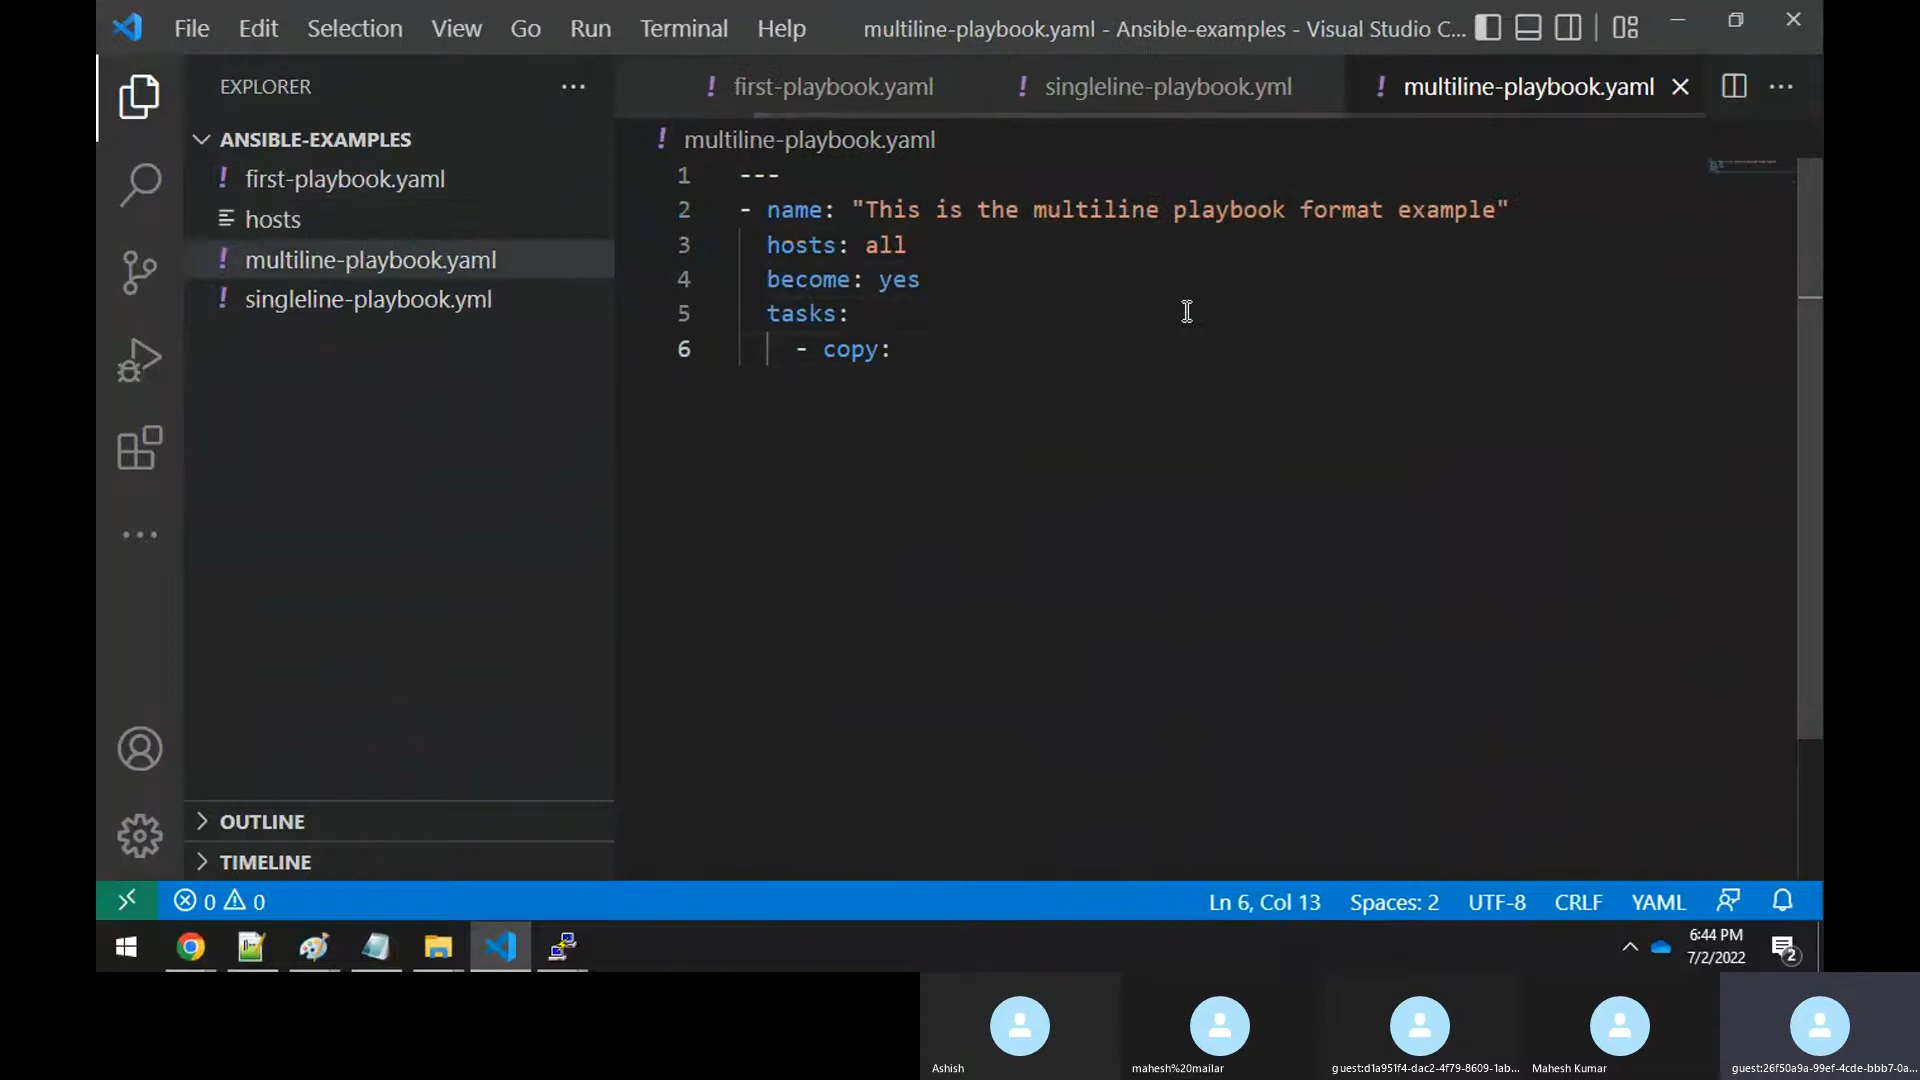 File Edit Selection View Go Run Terminal Help multiline-playbook.yaml - Ansible-examples - Visual Studio C...
EXPLORER
first-playbook.yaml singleline-playbook.yml multiline-playbook.yaml
ANSIBLE-EXAMPLES
first-playbook.yaml
hosts
multiline-playbook.yaml
singleline-playbook.yml
multiline-playbook.yaml
1 ---
2 - name: "This is the multiline playbook format example"
3 hosts: all
4 become: yes
5 tasks:
6 - copy:
OUTLINE
TIMELINE
0 0 Ln 6, Col 13 Spaces: 2 UTF-8 CRLF YAML
6:44 PM
7/2/2022
2
Ashish mahesh%20mailar guest:d1a951f4-dac2-4f79-8609-1ab... Mahesh Kumar guest:26f50a9a-99ef-4cde-bbb7-0a...